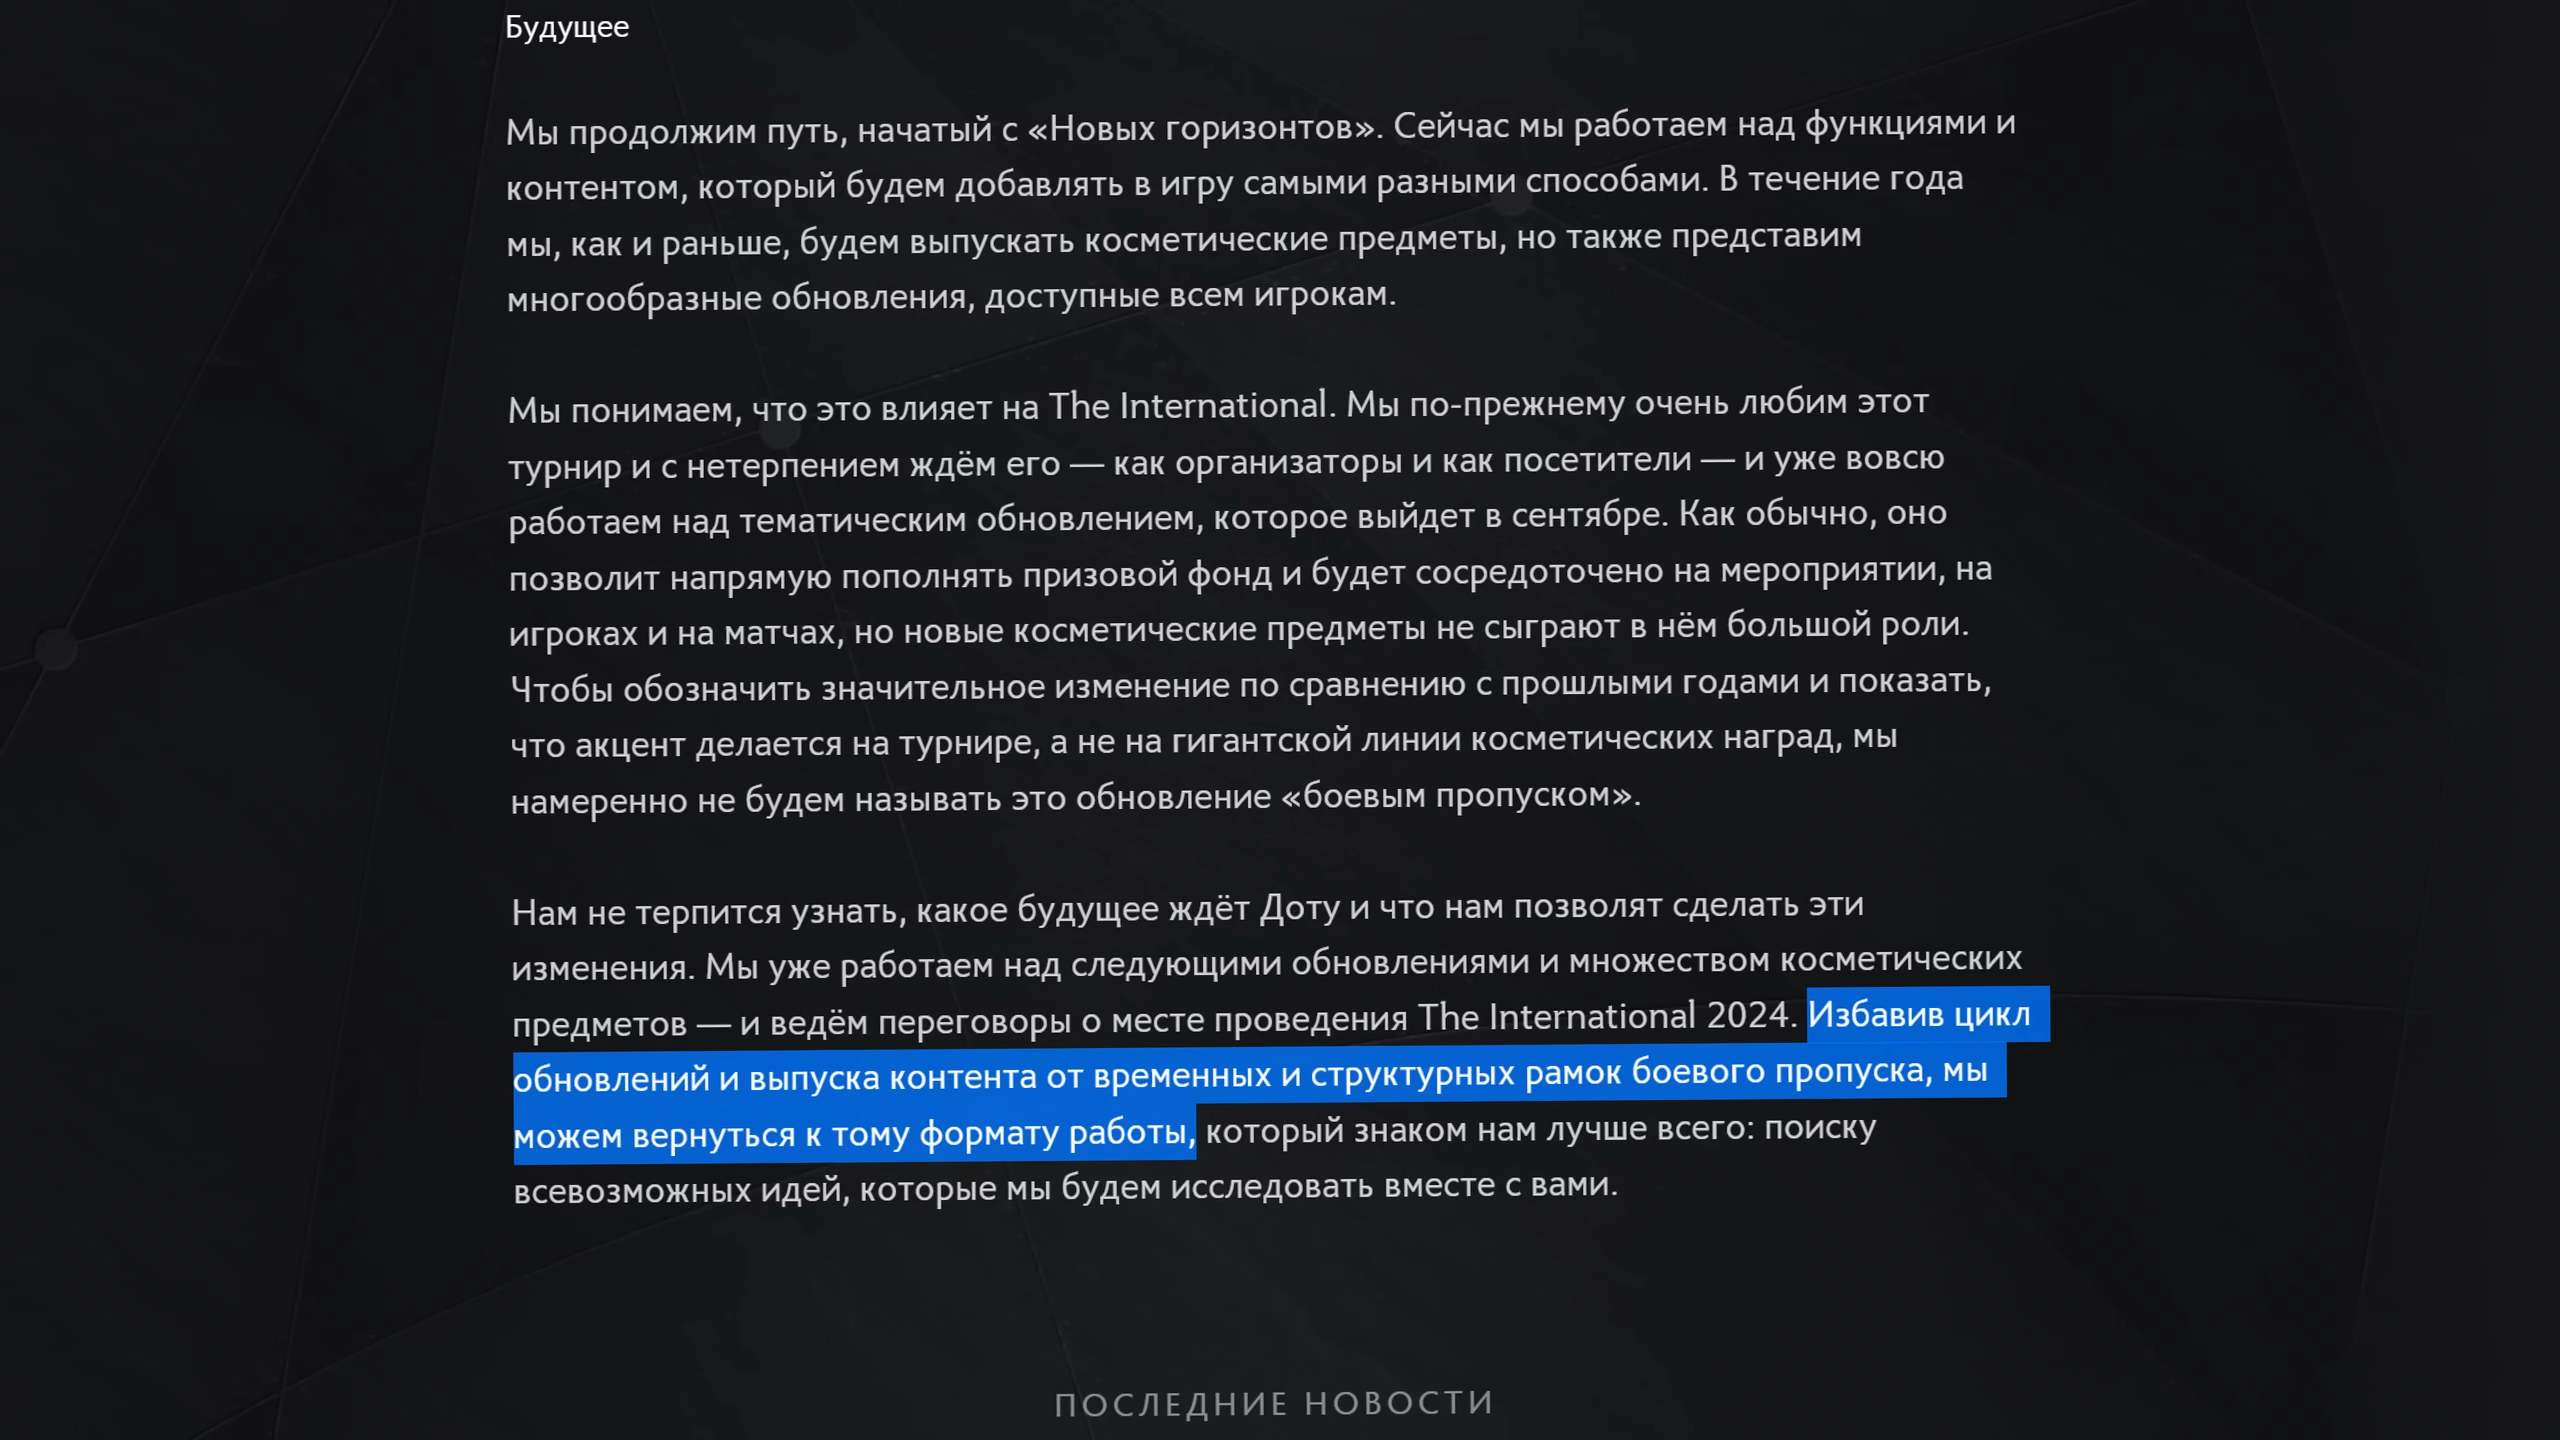 Будущее
Мы продолжим путь, начатый с «Новых горизонтов». Сейчас мы работаем над функциями и
контентом, который будем добавлять в игру самыми разными способами. В течение года
мы, как и раньше, будем выпускать косметические предметы, но также представим
многообразные обновления, доступные всем игрокам.
Мы понимаем, что это влияет на The International. Мы по-прежнему очень любим этот
турнир и с нетерпением ждём его — как организаторы и как посетители — и уже вовсю
работаем над тематическим обновлением, которое выйдет в сентябре. Как обычно, оно
позволит напрямую пополнять призовой фонд и будет сосредоточено на мероприятии, на
игроках и на матчах, но новые косметические предметы не сыграют в нём большой роли.
Чтобы обозначить значительное изменение по сравнению с прошлыми годами и показать,
что акцент делается на турнире, а не на гигантской линии косметических наград, мы
намеренно не будем называть это обновление «боевым пропуском».
Нам не терпится узнать, какое будущее ждёт Доту и что нам позволят сделать эти
изменения. Мы уже работаем над следующими обновлениями и множеством косметических
предметов — и ведём переговоры о месте проведения The International 2024. Избавив цикл
обновлений и выпуска контента от временных и структурных рамок боевого пропуска, мы
можем вернуться к тому формату работы, который знаком нам лучше всего: поиску
всевозможных идей, которые мы будем исследовать вместе с вами.
ПОСЛЕДНИЕ НОВОСТИ